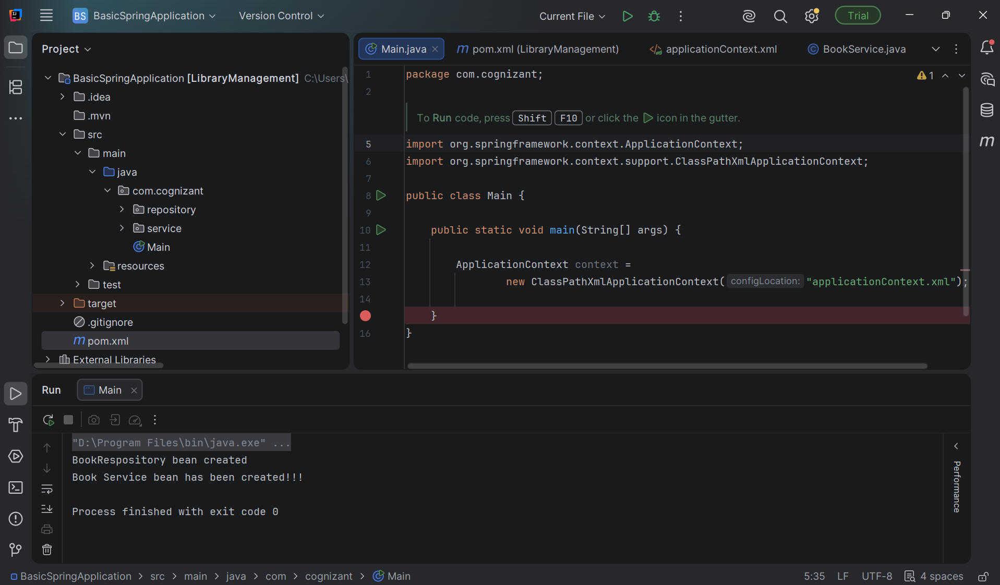 BS BasicSpringApplication Version Control Current File Trial
Project
Main.java pom.xml (LibraryManagement) applicationContext.xml BookService.java
BasicSpringApplication [LibraryManagement] C:\Users\
.idea
.mvn
src
main
java
com.cognizant
repository
service
Main
resources
test
target
.gitignore
pom.xml
External Libraries
1 package com.cognizant; 1
2
To Run code, press Shift F10 or click the icon in the gutter.
5 import org.springframework.context.ApplicationContext;
6 import org.springframework.context.support.ClassPathXmlApplicationContext;
7
8 public class Main {
9
10 public static void main(String[] args) {
11
12 ApplicationContext context =
13 new ClassPathXmlApplicationContext( configLocation: "applicationContext.xml");
14
}
16 }
Run Main
"D:\Program Files\bin\java.exe" ...
BookRespository bean created
Book Service bean has been created!!!
Process finished with exit code 0
Performance
BasicSpringApplication > src > main > java > com > cognizant > Main 5:35 LF UTF-8 4 spaces